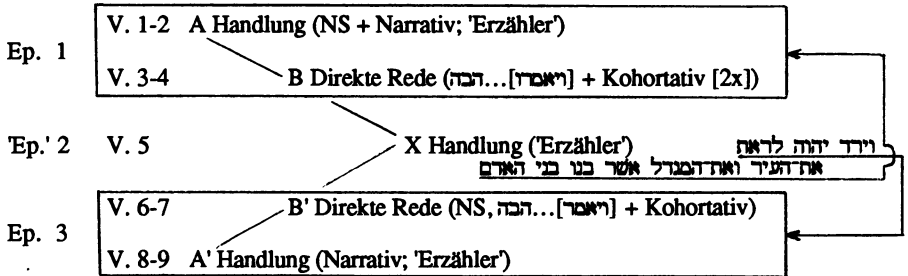 V. 1-2 A Handlung (NS + Narrativ; 'Erzähler')
Ep. 1
V. 3-4 B Direkte Rede (הבה...[ויאמרו] + Kohortativ [2x])
'Ep.' 2 V. 5 X Handlung ('Erzähler') וירד יהוה לראת
את־העיר ואת־המגדל אשר בנו בני האדם
V. 6-7 B' Direkte Rede (NS, הבה...[ויאמר] + Kohortativ)
Ep. 3
V. 8-9 A' Handlung (Narrativ; 'Erzähler')